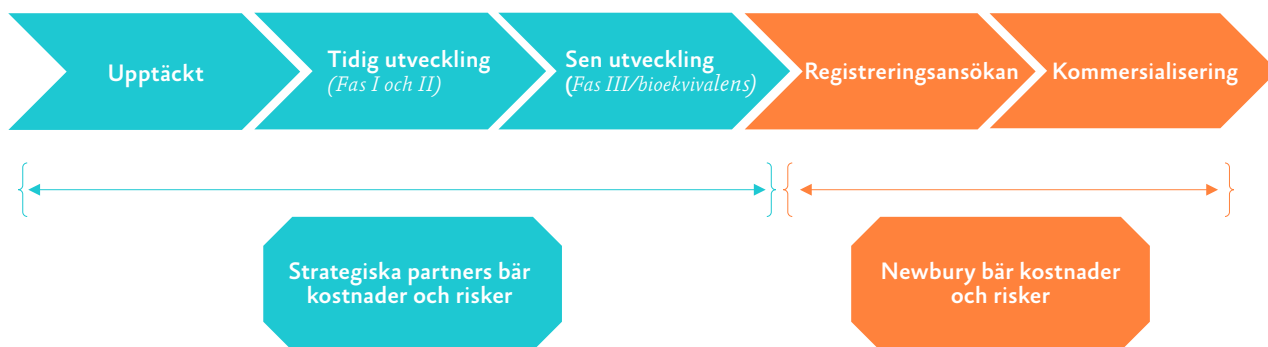 Upptäckt
Tidig utveckling
(Fas I och II)
Sen utveckling
(Fas III/bioekvivalens)
Registreringsansökan
Kommersialisering
Strategiska partners bär
kostnader och risker
Newbury bär kostnader
och risker